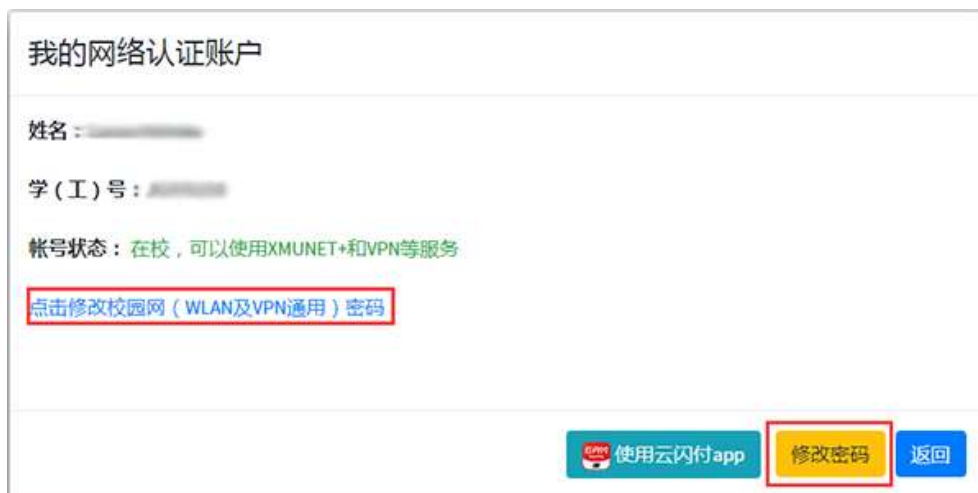 我的网络认证账户
姓名：
学(工)号：
帐号状态：在校，可以使用XMUNET+和VPN等服务
点击修改校园网（WLAN及VPN通用）密码
使用云闪付app 修改密码 返回